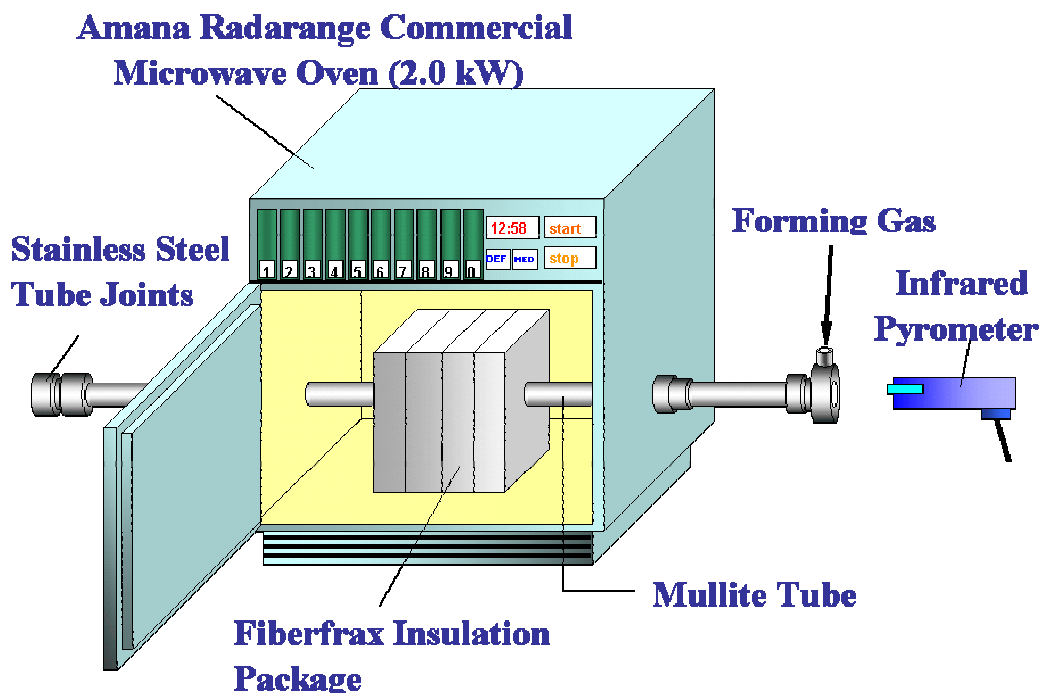 Amana Radarange Commercial
Microwave Oven (2.0 kW)
Stainless Steel
Tube Joints
1 2 3 4 5 6 7 8 9 0
12:58 start
DEF MED stop
Forming Gas
Infrared
Pyrometer
Mullite Tube
Fiberfrax Insulation
Package